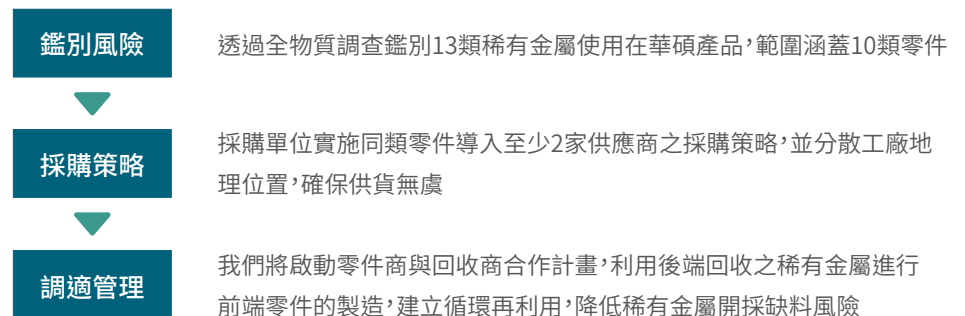 鑑別風險
透過全物質調查鑑別13類稀有金屬使用在華碩產品，範圍涵蓋10類零件
採購策略
採購單位實施同類零件導入至少2家供應商之採購策略，並分散工廠地
理位置，確保供貨無虞
調適管理
我們將啟動零件商與回收商合作計畫，利用後端回收之稀有金屬進行
前端零件的製造，建立循環再利用，降低稀有金屬開採缺料風險